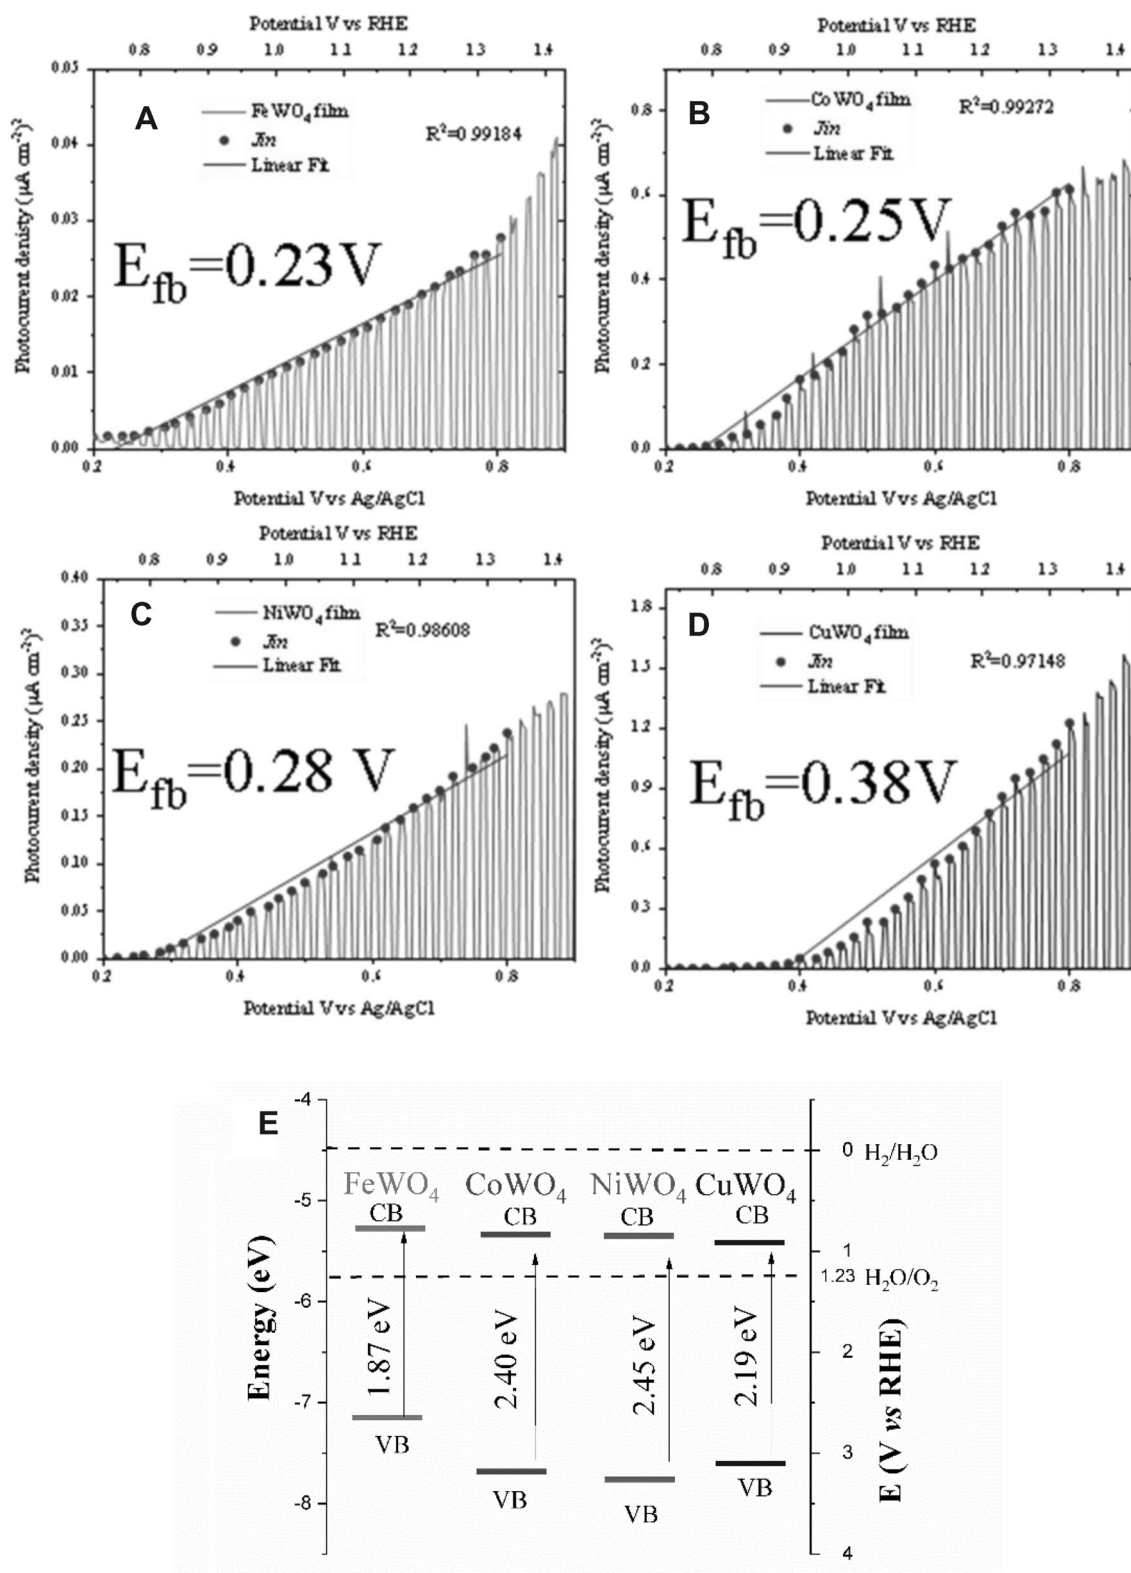 Potential V vs RHE
0.8 0.9 1.0 1.1 1.2 1.3 1.4
A
FeWO4 film
Jin
Linear Fit
R2=0.99184
Efb=0.23V
Photocurrent denisty (μA cm-2)2
0.05
0.04
0.03
0.02
0.01
0.00
0.2 0.4 0.6 0.8
Potential V vs Ag/AgCl
Potential V vs RHE
0.8 0.9 1.0 1.1 1.2 1.3 1.4
B
CoWO4 film
Jin
Linear Fit
R2=0.99272
Efb=0.25V
Photocurrent density (μA cm-2)2
0.8
0.6
0.4
0.2
0.0
0.2 0.4 0.6 0.8
Potential V vs Ag/AgCl
Potential V vs RHE
0.8 0.9 1.0 1.1 1.2 1.3 1.4
C
NiWO4 film
Jin
Linear Fit
R2=0.98608
Efb=0.28 V
Photocurrent density (μA cm-2)2
0.40
0.35
0.30
0.25
0.20
0.15
0.10
0.05
0.00
0.2 0.4 0.6 0.8
Potential V vs Ag/AgCl
Potential V vs RHE
0.8 0.9 1.0 1.1 1.2 1.3 1.4
D
CuWO4 film
Jin
Linear Fit
R2=0.97148
Efb=0.38V
Photocurrent density (μA cm-2)2
1.8
1.5
1.2
0.9
0.6
0.3
0.0
0.2 0.4 0.6 0.8
Potential V vs Ag/AgCl
E
Energy (eV)
-4
-5
-6
-7
-8
FeWO4 CoWO4 NiWO4 CuWO4
CB CB CB CB
1.87 eV 2.40 eV 2.45 eV 2.19 eV
VB VB VB VB
0 H2/H2O
1
1.23 H2O/O2
2
3
4
E (V vs RHE)